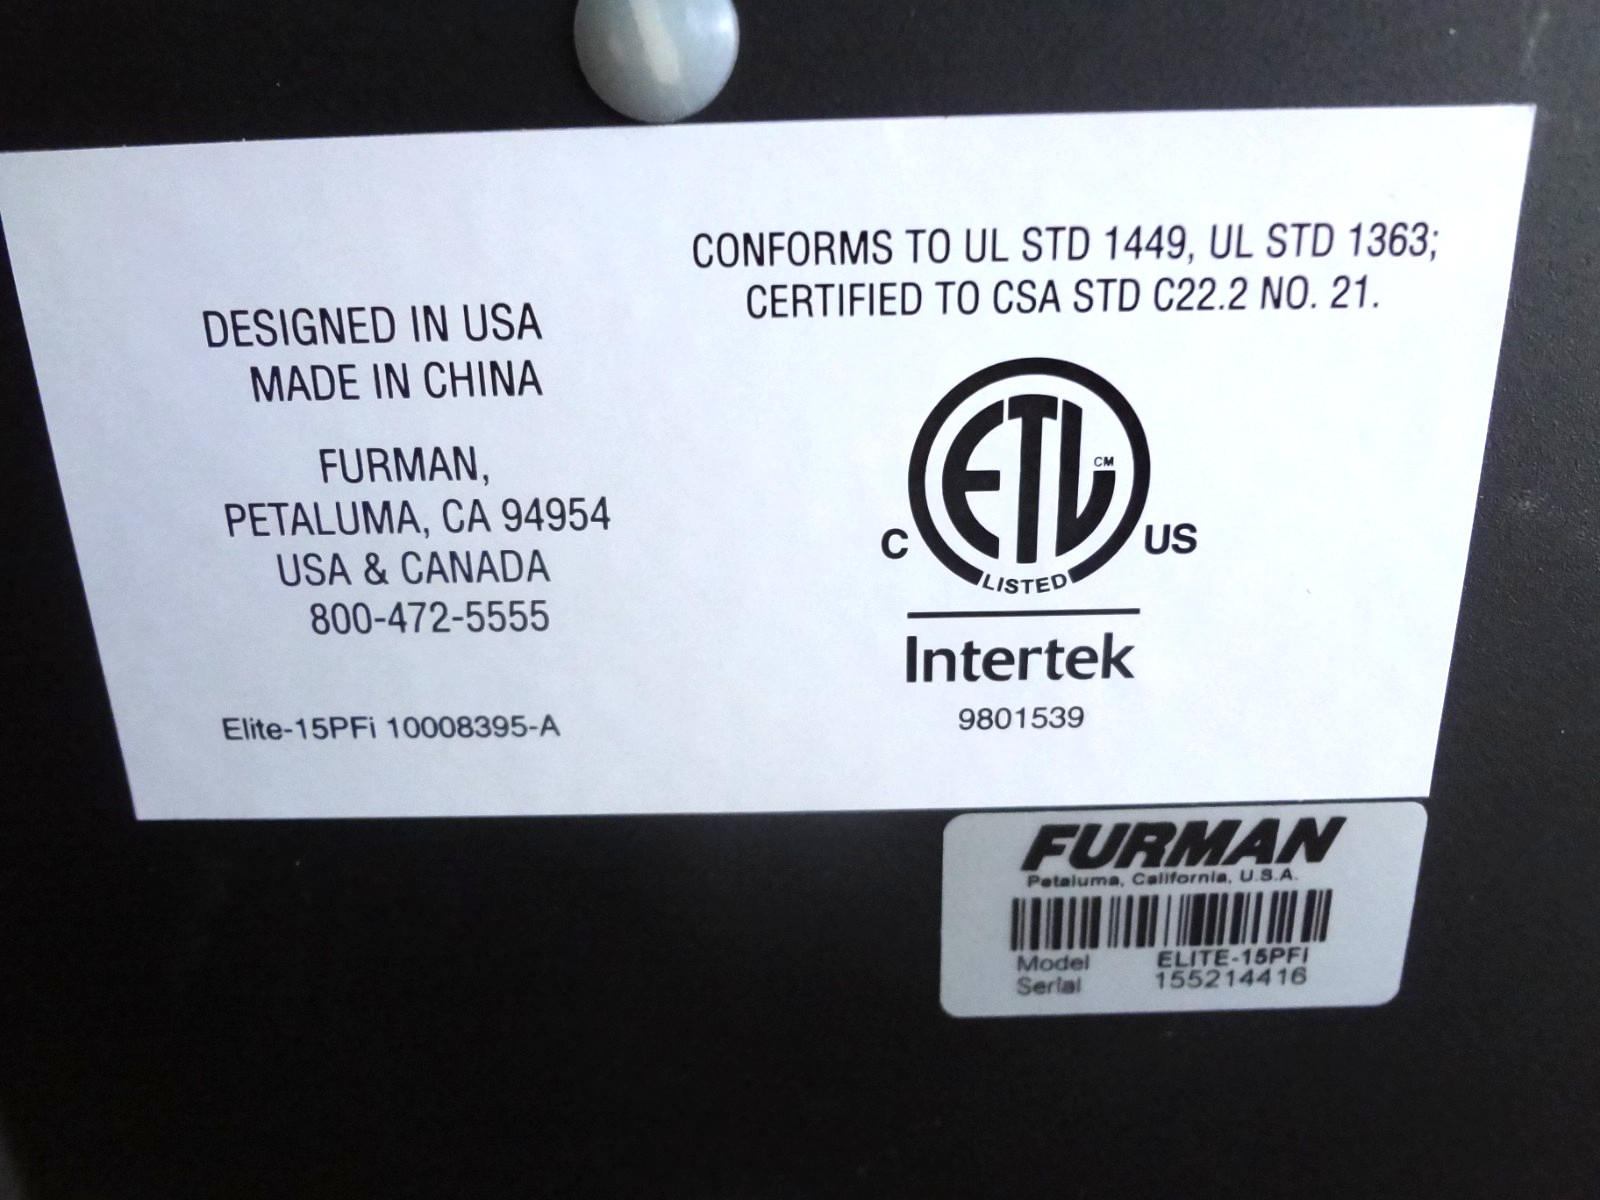 DESIGNED IN USA
MADE IN CHINA
FURMAN,
PETALUMA, CA 94954
USA & CANADA
800-472-5555
Elite-15PFi 10008395-A
CONFORMS TO UL STD 1449, UL STD 1363;
CERTIFIED TO CSA STD C22.2 NO. 21.
ETL
CM
C US
LISTED
Intertek
9801539
FURMAN
Petaluma, California, U.S.A.
Model ELITE-15PFi
Serial 155214416